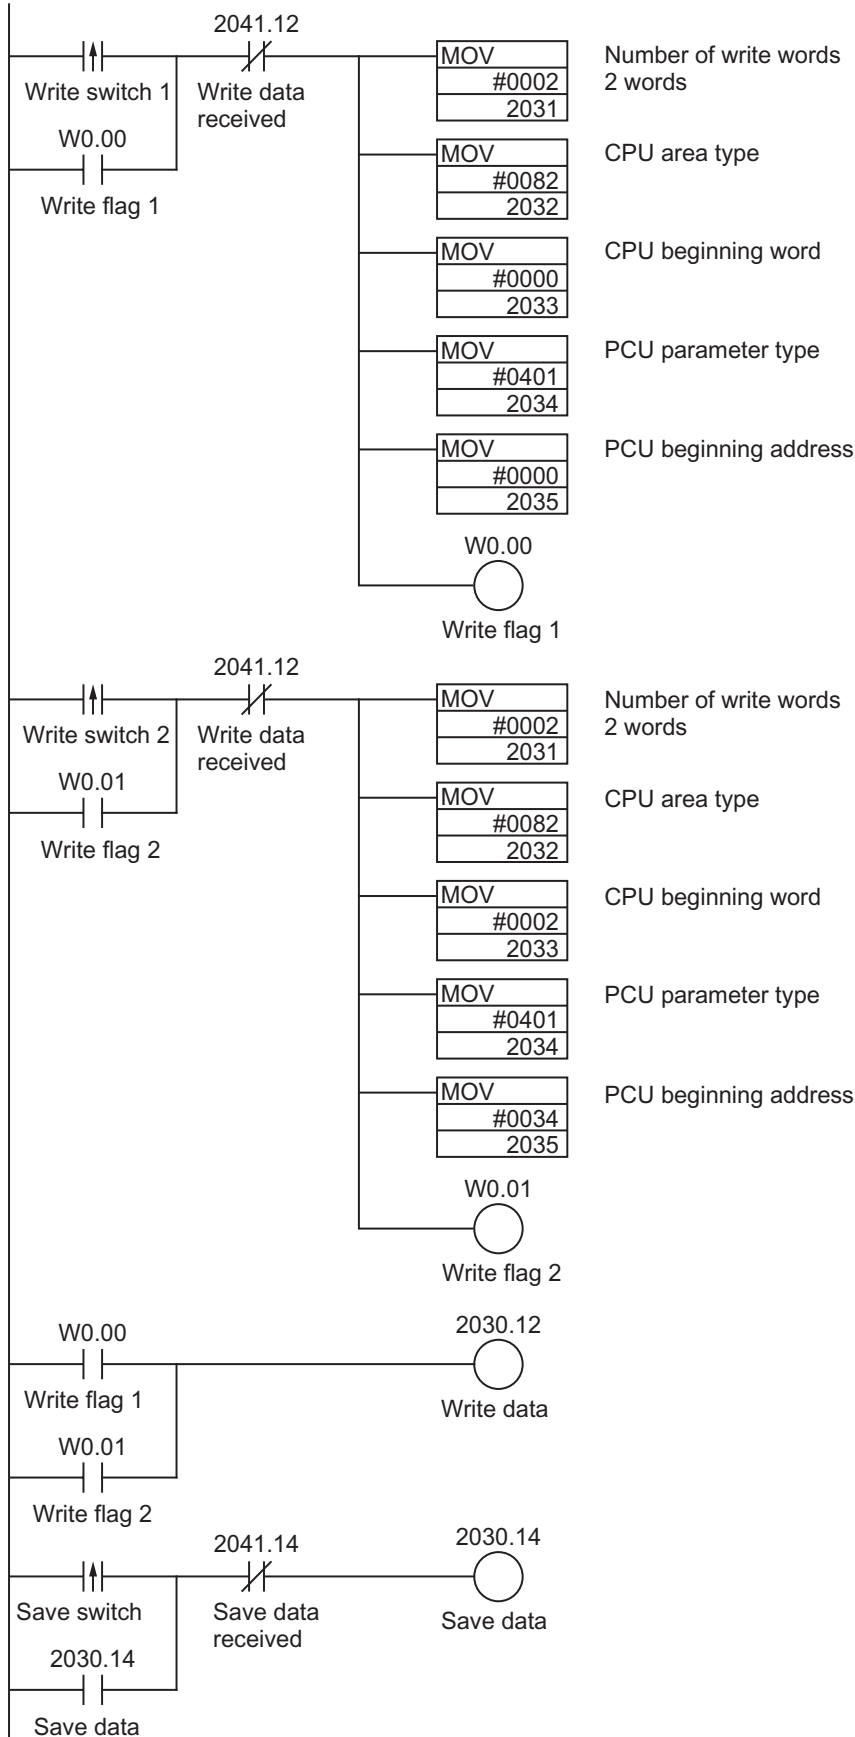 2041.12
MOV
Number of write words
#0002
2 words
Write switch 1
Write data
2031
received
W0.00
MOV
CPU area type
#0082
Write flag 1
2032
MOV
CPU beginning word
#0000
2033
MOV
PCU parameter type
#0401
2034
MOV
PCU beginning address
#0000
2035
W0.00
Write flag 1
2041.12
MOV
Number of write words
#0002
2 words
Write switch 2
Write data
2031
received
W0.01
MOV
CPU area type
#0082
Write flag 2
2032
MOV
CPU beginning word
#0002
2033
MOV
PCU parameter type
#0401
2034
MOV
PCU beginning address
#0034
2035
W0.01
Write flag 2
W0.00
2030.12
Write flag 1
Write data
W0.01
Write flag 2
2041.14
2030.14
Save switch
Save data
received
Save data
2030.14
Save data